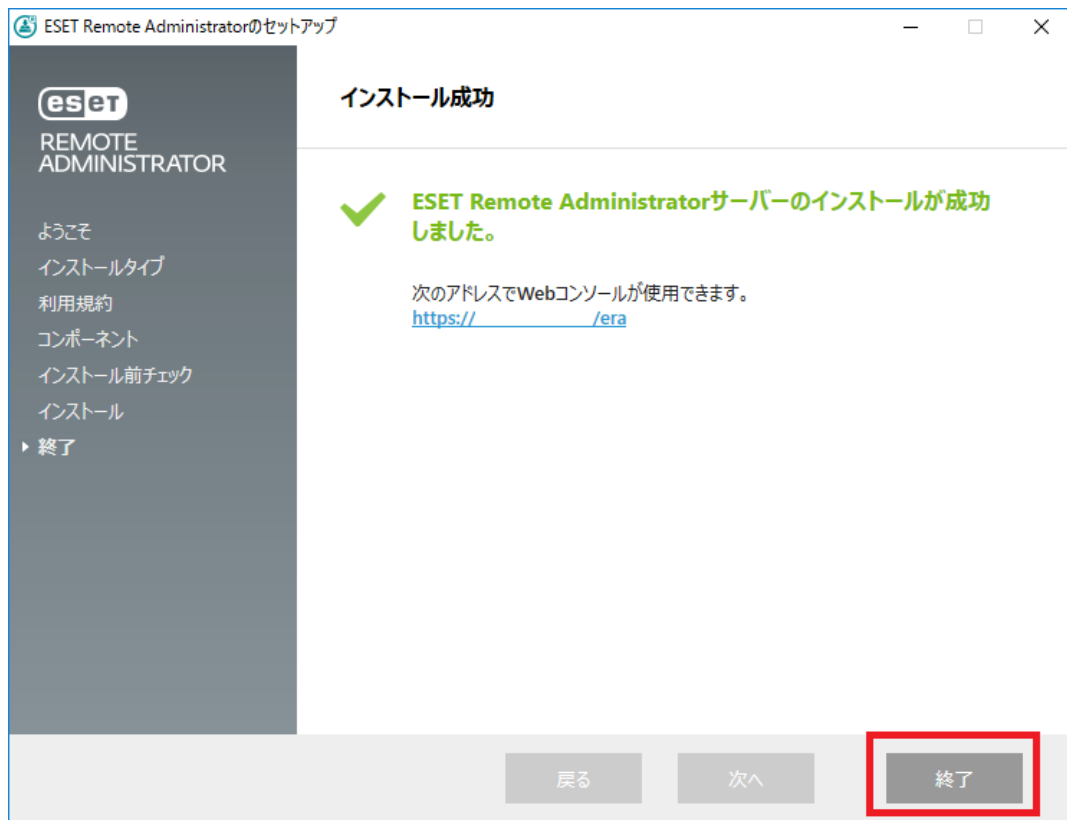 ESET Remote Administratorのセットアップ
eset
REMOTE
ADMINISTRATOR
ようこそ
インストールタイプ
利用規約
コンポーネント
インストール前チェック
インストール
終了
インストール成功
ESET Remote Administratorサーバーのインストールが成功
しました。
次のアドレスでWebコンソールが使用できます。
https:// /era
戻る
次へ
終了